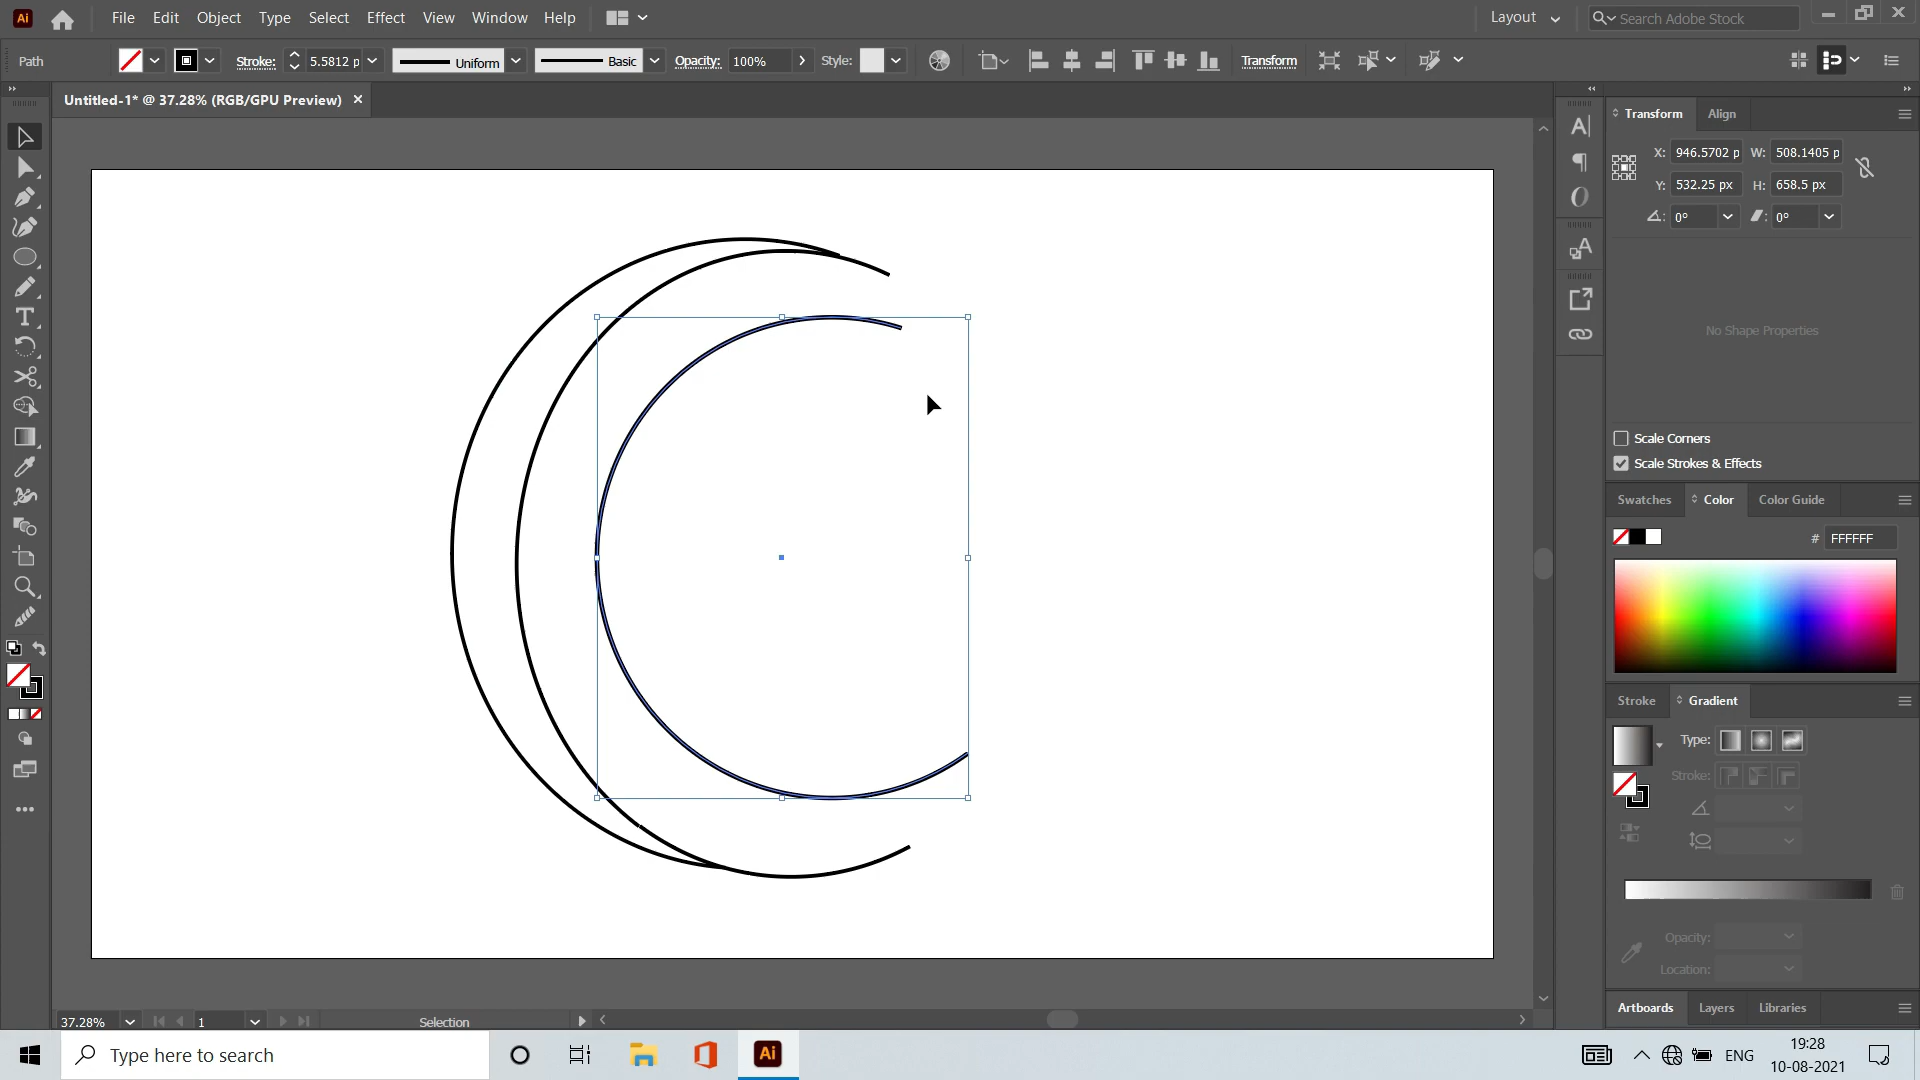 Ai File Edit Object Type Select Effect View Window Help Layout Search Adobe Stock
Path Stroke: 5.5812 p Uniform Basic Opacity: 100% Style: Transform
Untitled-1* @ 37.28% (RGB/GPU Preview)
Transform Align
X: 946.5702 p W: 508.1405 p
Y: 532.25 px H: 658.5 px
0° 0°
No Shape Properties
Scale Corners
Scale Strokes & Effects
Swatches Color Color Guide
# FFFFFF
Stroke Gradient
Type:
Stroke:
Opacity:
Location:
Artboards Layers Libraries
37.28% 1 Selection
Type here to search Ai ENG 19:28
10-08-2021